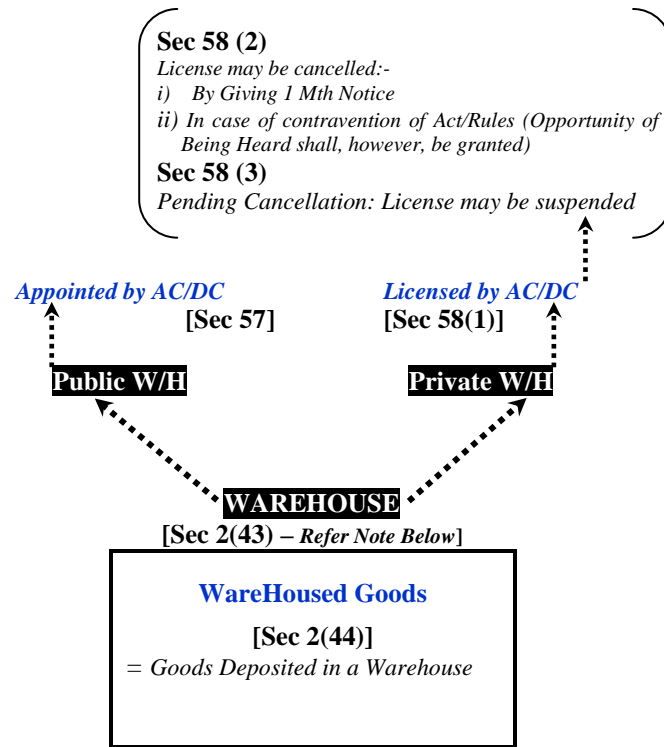 Sec 58 (2)
License may be cancelled:-
i) By Giving 1 Mth Notice
ii) In case of contravention of Act/Rules (Opportunity of
Being Heard shall, however, be granted)
Sec 58 (3)
Pending Cancellation: License may be suspended
Appointed by AC/DC
[Sec 57]
Licensed by AC/DC
[Sec 58(1)]
Public W/H
Private W/H
WAREHOUSE
[Sec 2(43) – Refer Note Below]
WareHoused Goods
[Sec 2(44)]
= Goods Deposited in a Warehouse